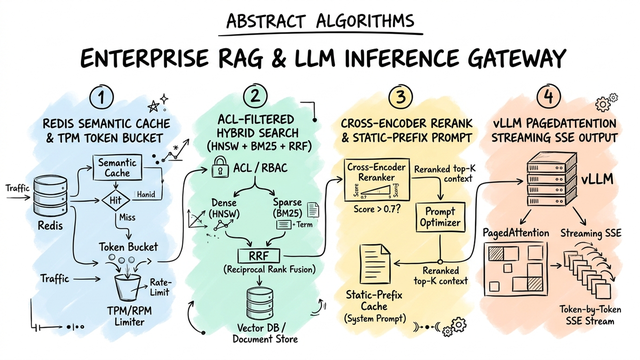 ABSTRACT ALGORITHMS
ENTERPRISE RAG & LLM INFERENCE GATEWAY
1
REDIS SEMANTIC CACHE
& TPM TOKEN BUCKET
Traffic
Redis
Semantic
Cache
Hit
Hanid
Miss
Token Bucket
Traffic
Rate-
Limit
TPM/RPM
Limiter
2
ACL-FILTERED
HYBRID SEARCH
(HNSW + BM25 + RRF)
ACL / RBAC
Dense
(HNSW)
Sparse
(BM25)
• Term
RRF
(Reciprocal Rank Fusion)
Vector DB /
Document Store
3
CROSS-ENCODER RERANK
& STATIC-PREFIX PROMPT
Cross-Encoder
Reranker
Score
Score
Score > 0.7?
Reranked top-K
context
Prompt
Optimizer
Reranked
top-K context
Static-Prefix
Cache
(System Prompt)
4
vLLM PAGEDATTENTION
STREAMING SSE OUTPUT
vLLM
PagedAttention
Streaming SSE
Token-by-Token
SSE Stream